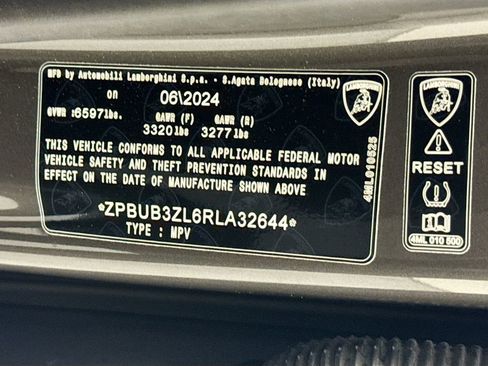 MFD by Automobili Lamborghini S.p.a. - S.Agata Bolognese (Italy)
on 06\2024
GVWR :6597lbs. GAWR (F) GAWR (R)
3320lbs 3277lbs
THIS VEHICLE CONFORMS TO ALL APPLICABLE FEDERAL MOTOR
VEHICLE SAFETY AND THEFT PREVENTION STANDARDS IN
EFFECT ON THE DATE OF MANUFACTURE SHOWN ABOVE
*ZPBUB3ZL6RLA32644*
TYPE : MPV
LAMBORGHINI
4ML010525
LAMBORGHINI
RESET
4ML 010 500